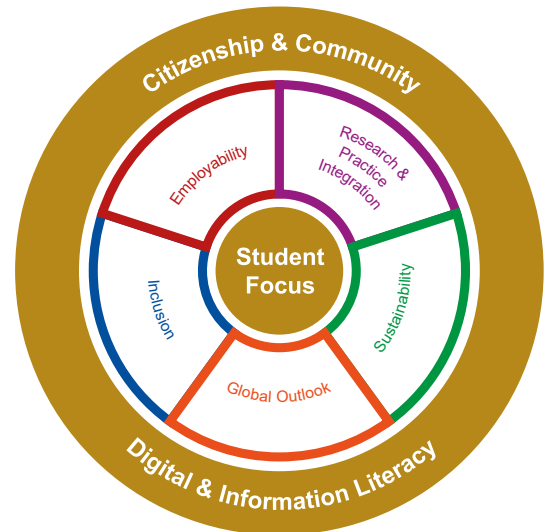 Citizenship & Community
Employability
Research &
Practice
Integration
Student
Focus
Inclusion
Sustainability
Global Outlook
Digital & Information Literacy